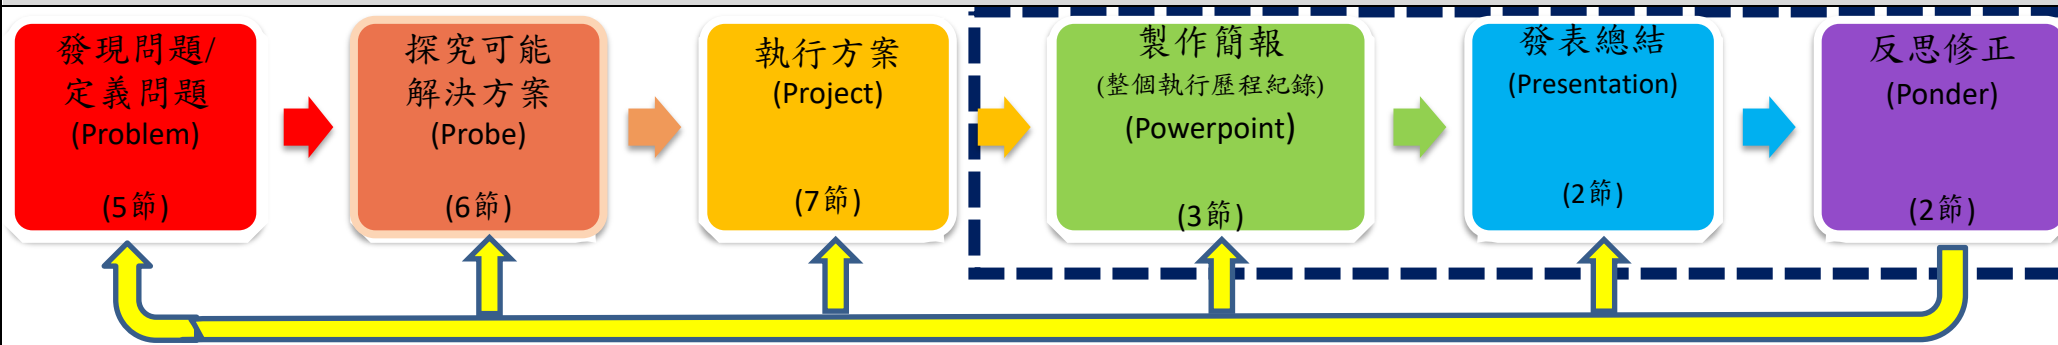 發現問題/
定義問題
(Problem)
(5節)
探究可能
解決方案
(Probe)
(6節)
執行方案
(Project)
(7節)
製作簡報
(整個執行歷程紀錄)
(Powerpoint)
(3節)
發表總結
(Presentation)
(2節)
反思修正
(Ponder)
(2節)